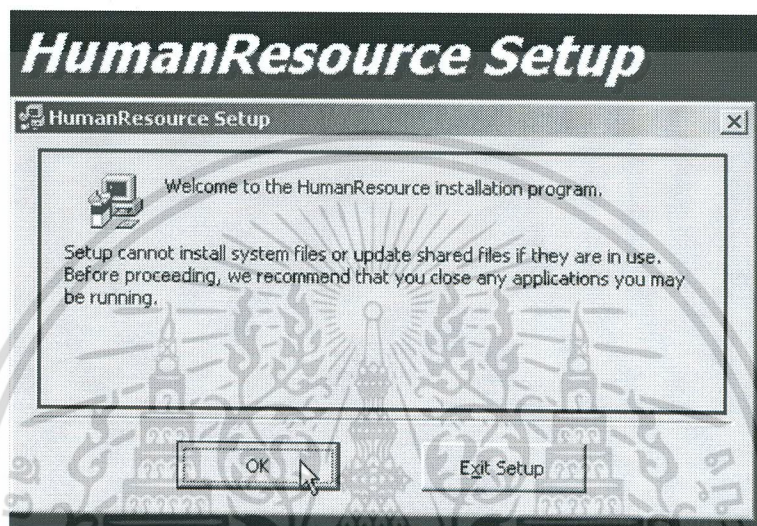 HumanResource Setup
HumanResource Setup
Welcome to the HumanResource installation program.
Setup cannot install system files or update shared files if they are in use.
Before proceeding, we recommend that you close any applications you may
be running.
OK
Exit Setup